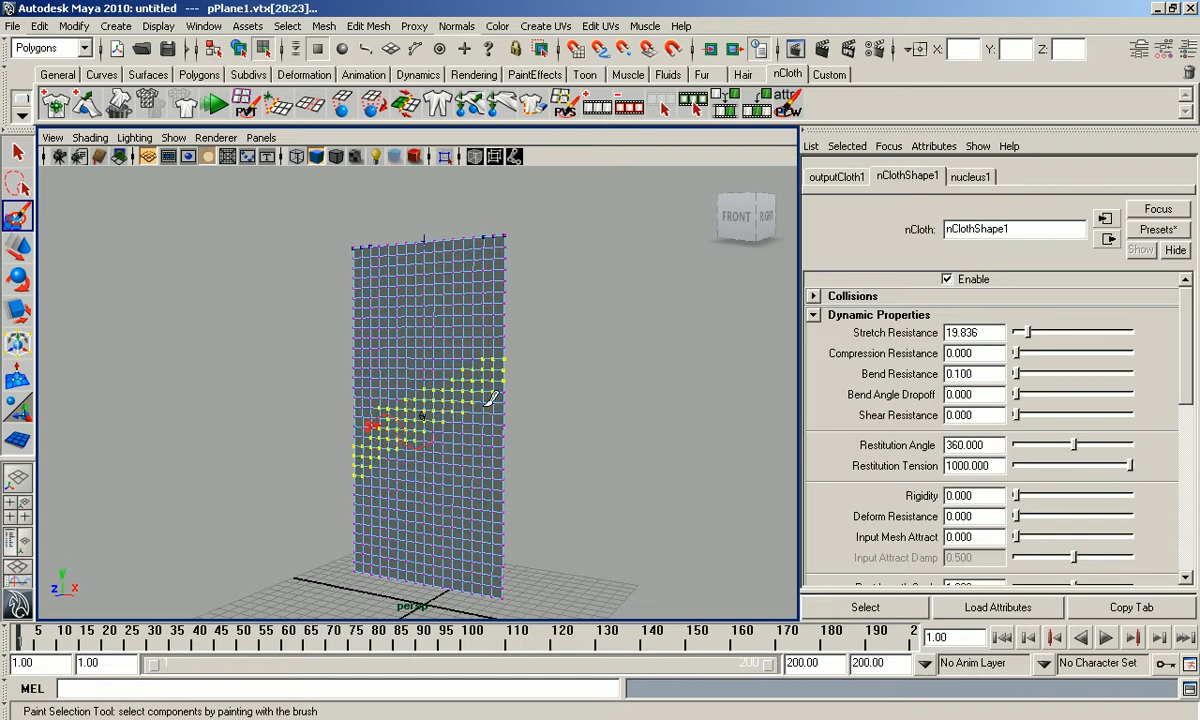 Autodesk Maya 2010: untitled --- pPlane1.vtx[20:23]...
File Edit Modify Create Display Window Assets Select Mesh Edit Mesh Proxy Normals Color Create UVs Edit UVs Muscle Help
Polygons X: Y: Z:
General Curves Surfaces Polygons Subdivs Deformation Animation Dynamics Rendering PaintEffects Toon Muscle Fluids Fur Hair nCloth Custom
PVT PVS attr
View Shading Lighting Show Renderer Panels
List Selected Focus Attributes Show Help
outputCloth1 nClothShape1 nucleus1
Focus
nCloth: nClothShape1 Presets*
Show Hide
FRONT
Enable
Collisions
Dynamic Properties
Stretch Resistance 19.836
Compression Resistance 0.000
Bend Resistance 0.100
Bend Angle Dropoff 0.000
Shear Resistance 0.000
Restitution Angle 360.000
Restitution Tension 1000.000
Rigidity 0.000
Deform Resistance 0.000
Input Mesh Attract 0.000
Input Attract Damp 0.500
y
z X
persp
Select Load Attributes Copy Tab
5 10 15 20 25 30 35 40 45 50 55 60 65 70 75 80 85 90 95 100 110 120 130 140 150 160 170 180 190 2 1.00
1.00 1.00 1 200 200.00 200.00 No Anim Layer No Character Set
MEL
Paint Selection Tool: select components by painting with the brush